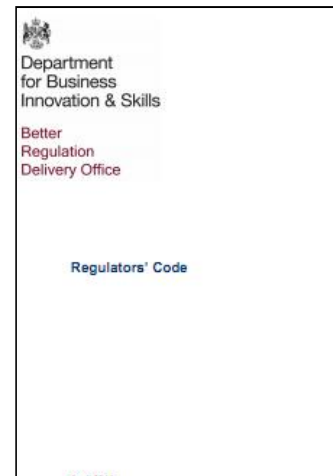 Department
for Business
Innovation & Skills
Better
Regulation
Delivery Office
Regulators' Code